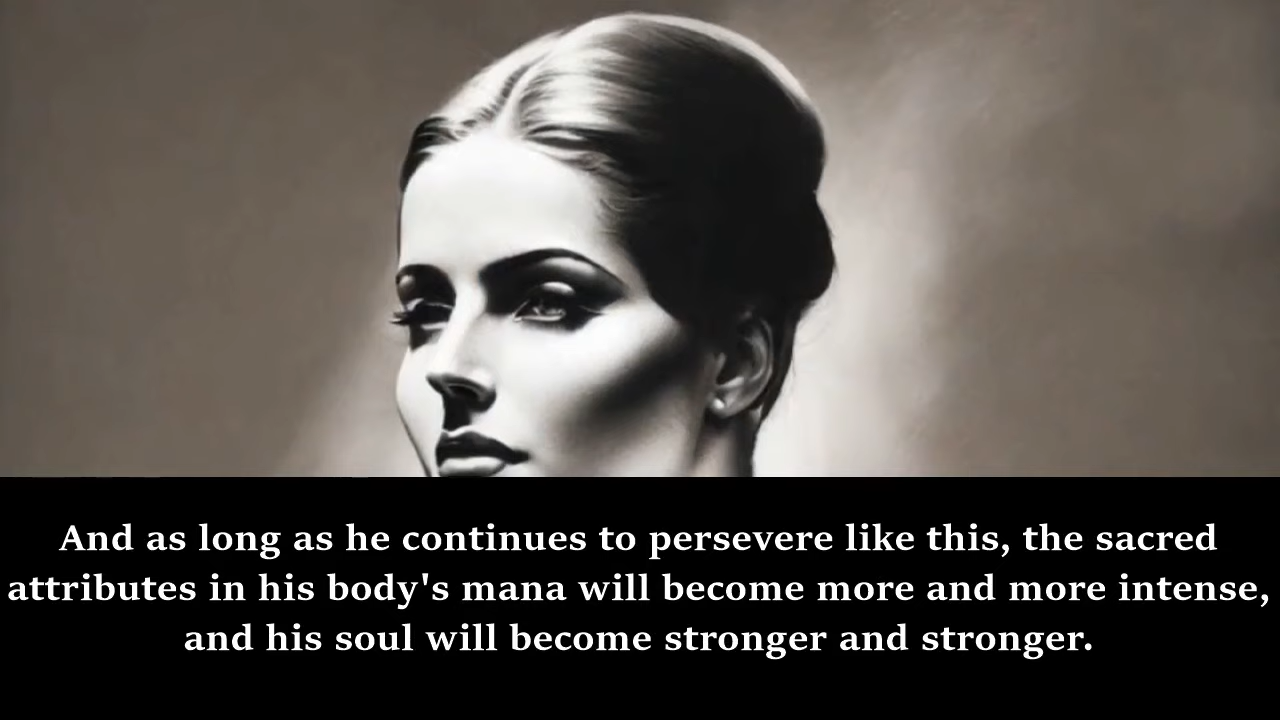 And as long as he continues to persevere like this, the sacred
attributes in his body's mana will become more and more intense,
and his soul will become stronger and stronger.